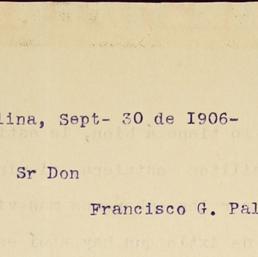 lina, Sept- 30 de 1906-
Sr Don
Francisco G. Pal